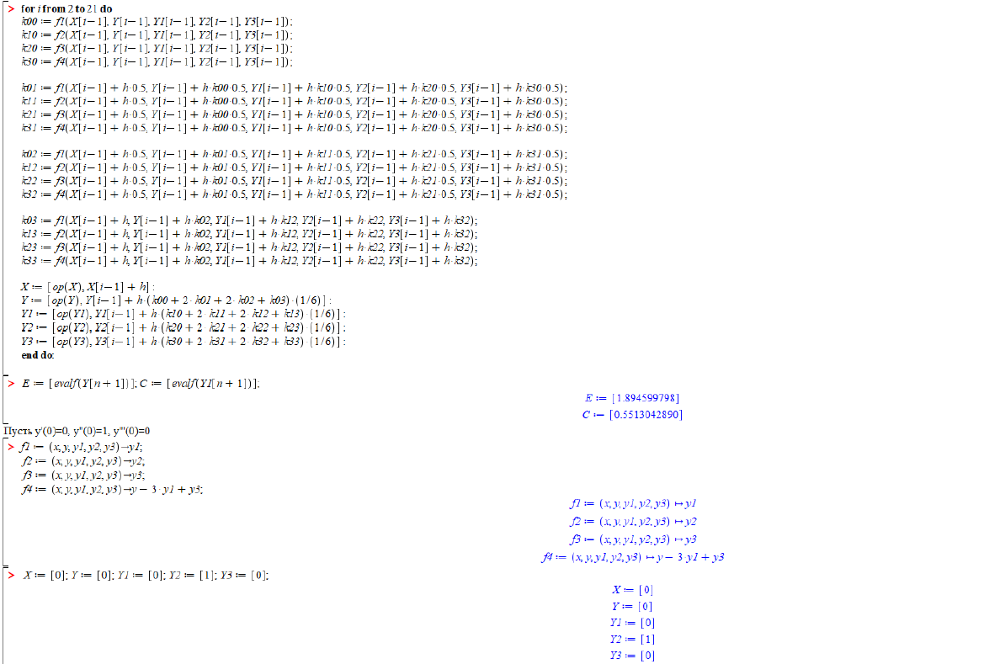 > for i from 2 to 21 do
k00 := f1(X[i−1], Y[i−1], Y1[i−1], Y2[i−1], Y3[i−1]);
k10 := f2(X[i−1], Y[i−1], Y1[i−1], Y2[i−1], Y3[i−1]);
k20 := f3(X[i−1], Y[i−1], Y1[i−1], Y2[i−1], Y3[i−1]);
k30 := f4(X[i−1], Y[i−1], Y1[i−1], Y2[i−1], Y3[i−1]);
k01 := f1(X[i−1] + h·0.5, Y[i−1] + h·k00·0.5, Y1[i−1] + h·k10·0.5, Y2[i−1] + h·k20·0.5, Y3[i−1] + h·k30·0.5);
k11 := f2(X[i−1] + h·0.5, Y[i−1] + h·k00·0.5, Y1[i−1] + h·k10·0.5, Y2[i−1] + h·k20·0.5, Y3[i−1] + h·k30·0.5);
k21 := f3(X[i−1] + h·0.5, Y[i−1] + h·k00·0.5, Y1[i−1] + h·k10·0.5, Y2[i−1] + h·k20·0.5, Y3[i−1] + h·k30·0.5);
k31 := f4(X[i−1] + h·0.5, Y[i−1] + h·k00·0.5, Y1[i−1] + h·k10·0.5, Y2[i−1] + h·k20·0.5, Y3[i−1] + h·k30·0.5);
k02 := f1(X[i−1] + h·0.5, Y[i−1] + h·k01·0.5, Y1[i−1] + h·k11·0.5, Y2[i−1] + h·k21·0.5, Y3[i−1] + h·k31·0.5);
k12 := f2(X[i−1] + h·0.5, Y[i−1] + h·k01·0.5, Y1[i−1] + h·k11·0.5, Y2[i−1] + h·k21·0.5, Y3[i−1] + h·k31·0.5);
k22 := f3(X[i−1] + h·0.5, Y[i−1] + h·k01·0.5, Y1[i−1] + h·k11·0.5, Y2[i−1] + h·k21·0.5, Y3[i−1] + h·k31·0.5);
k32 := f4(X[i−1] + h·0.5, Y[i−1] + h·k01·0.5, Y1[i−1] + h·k11·0.5, Y2[i−1] + h·k21·0.5, Y3[i−1] + h·k31·0.5);
k03 := f1(X[i−1] + h, Y[i−1] + h·k02, Y1[i−1] + h·k12, Y2[i−1] + h·k22, Y3[i−1] + h·k32);
k13 := f2(X[i−1] + h, Y[i−1] + h·k02, Y1[i−1] + h·k12, Y2[i−1] + h·k22, Y3[i−1] + h·k32);
k23 := f3(X[i−1] + h, Y[i−1] + h·k02, Y1[i−1] + h·k12, Y2[i−1] + h·k22, Y3[i−1] + h·k32);
k33 := f4(X[i−1] + h, Y[i−1] + h·k02, Y1[i−1] + h·k12, Y2[i−1] + h·k22, Y3[i−1] + h·k32);
X := [op(X), X[i−1] + h]:
Y := [op(Y), Y[i−1] + h·(k00 + 2·k01 + 2·k02 + k03)·(1/6)]:
Y1 := [op(Y1), Y1[i−1] + h·(k10 + 2·k11 + 2·k12 + k13)·(1/6)]:
Y2 := [op(Y2), Y2[i−1] + h·(k20 + 2·k21 + 2·k22 + k23)·(1/6)]:
Y3 := [op(Y3), Y3[i−1] + h·(k30 + 2·k31 + 2·k32 + k33)·(1/6)]:
end do:
> E := [evalf(Y[n + 1])]; C := [evalf(Y1[n + 1])];
E := [1.894599798]
C := [0.5513042890]
Пусть y'(0)=0, y''(0)=1, y'''(0)=0
> f1 := (x, y, y1, y2, y3)→y1;
f2 := (x, y, y1, y2, y3)→y2;
f3 := (x, y, y1, y2, y3)→y3;
f4 := (x, y, y1, y2, y3)→y − 3·y1 + y3;
f1 := (x, y, y1, y2, y3) ↦ y1
f2 := (x, y, y1, y2, y3) ↦ y2
f3 := (x, y, y1, y2, y3) ↦ y3
f4 := (x, y, y1, y2, y3) ↦ y − 3·y1 + y3
> X := [0]; Y := [0]; Y1 := [0]; Y2 := [1]; Y3 := [0];
X := [0]
Y := [0]
Y1 := [0]
Y2 := [1]
Y3 := [0]